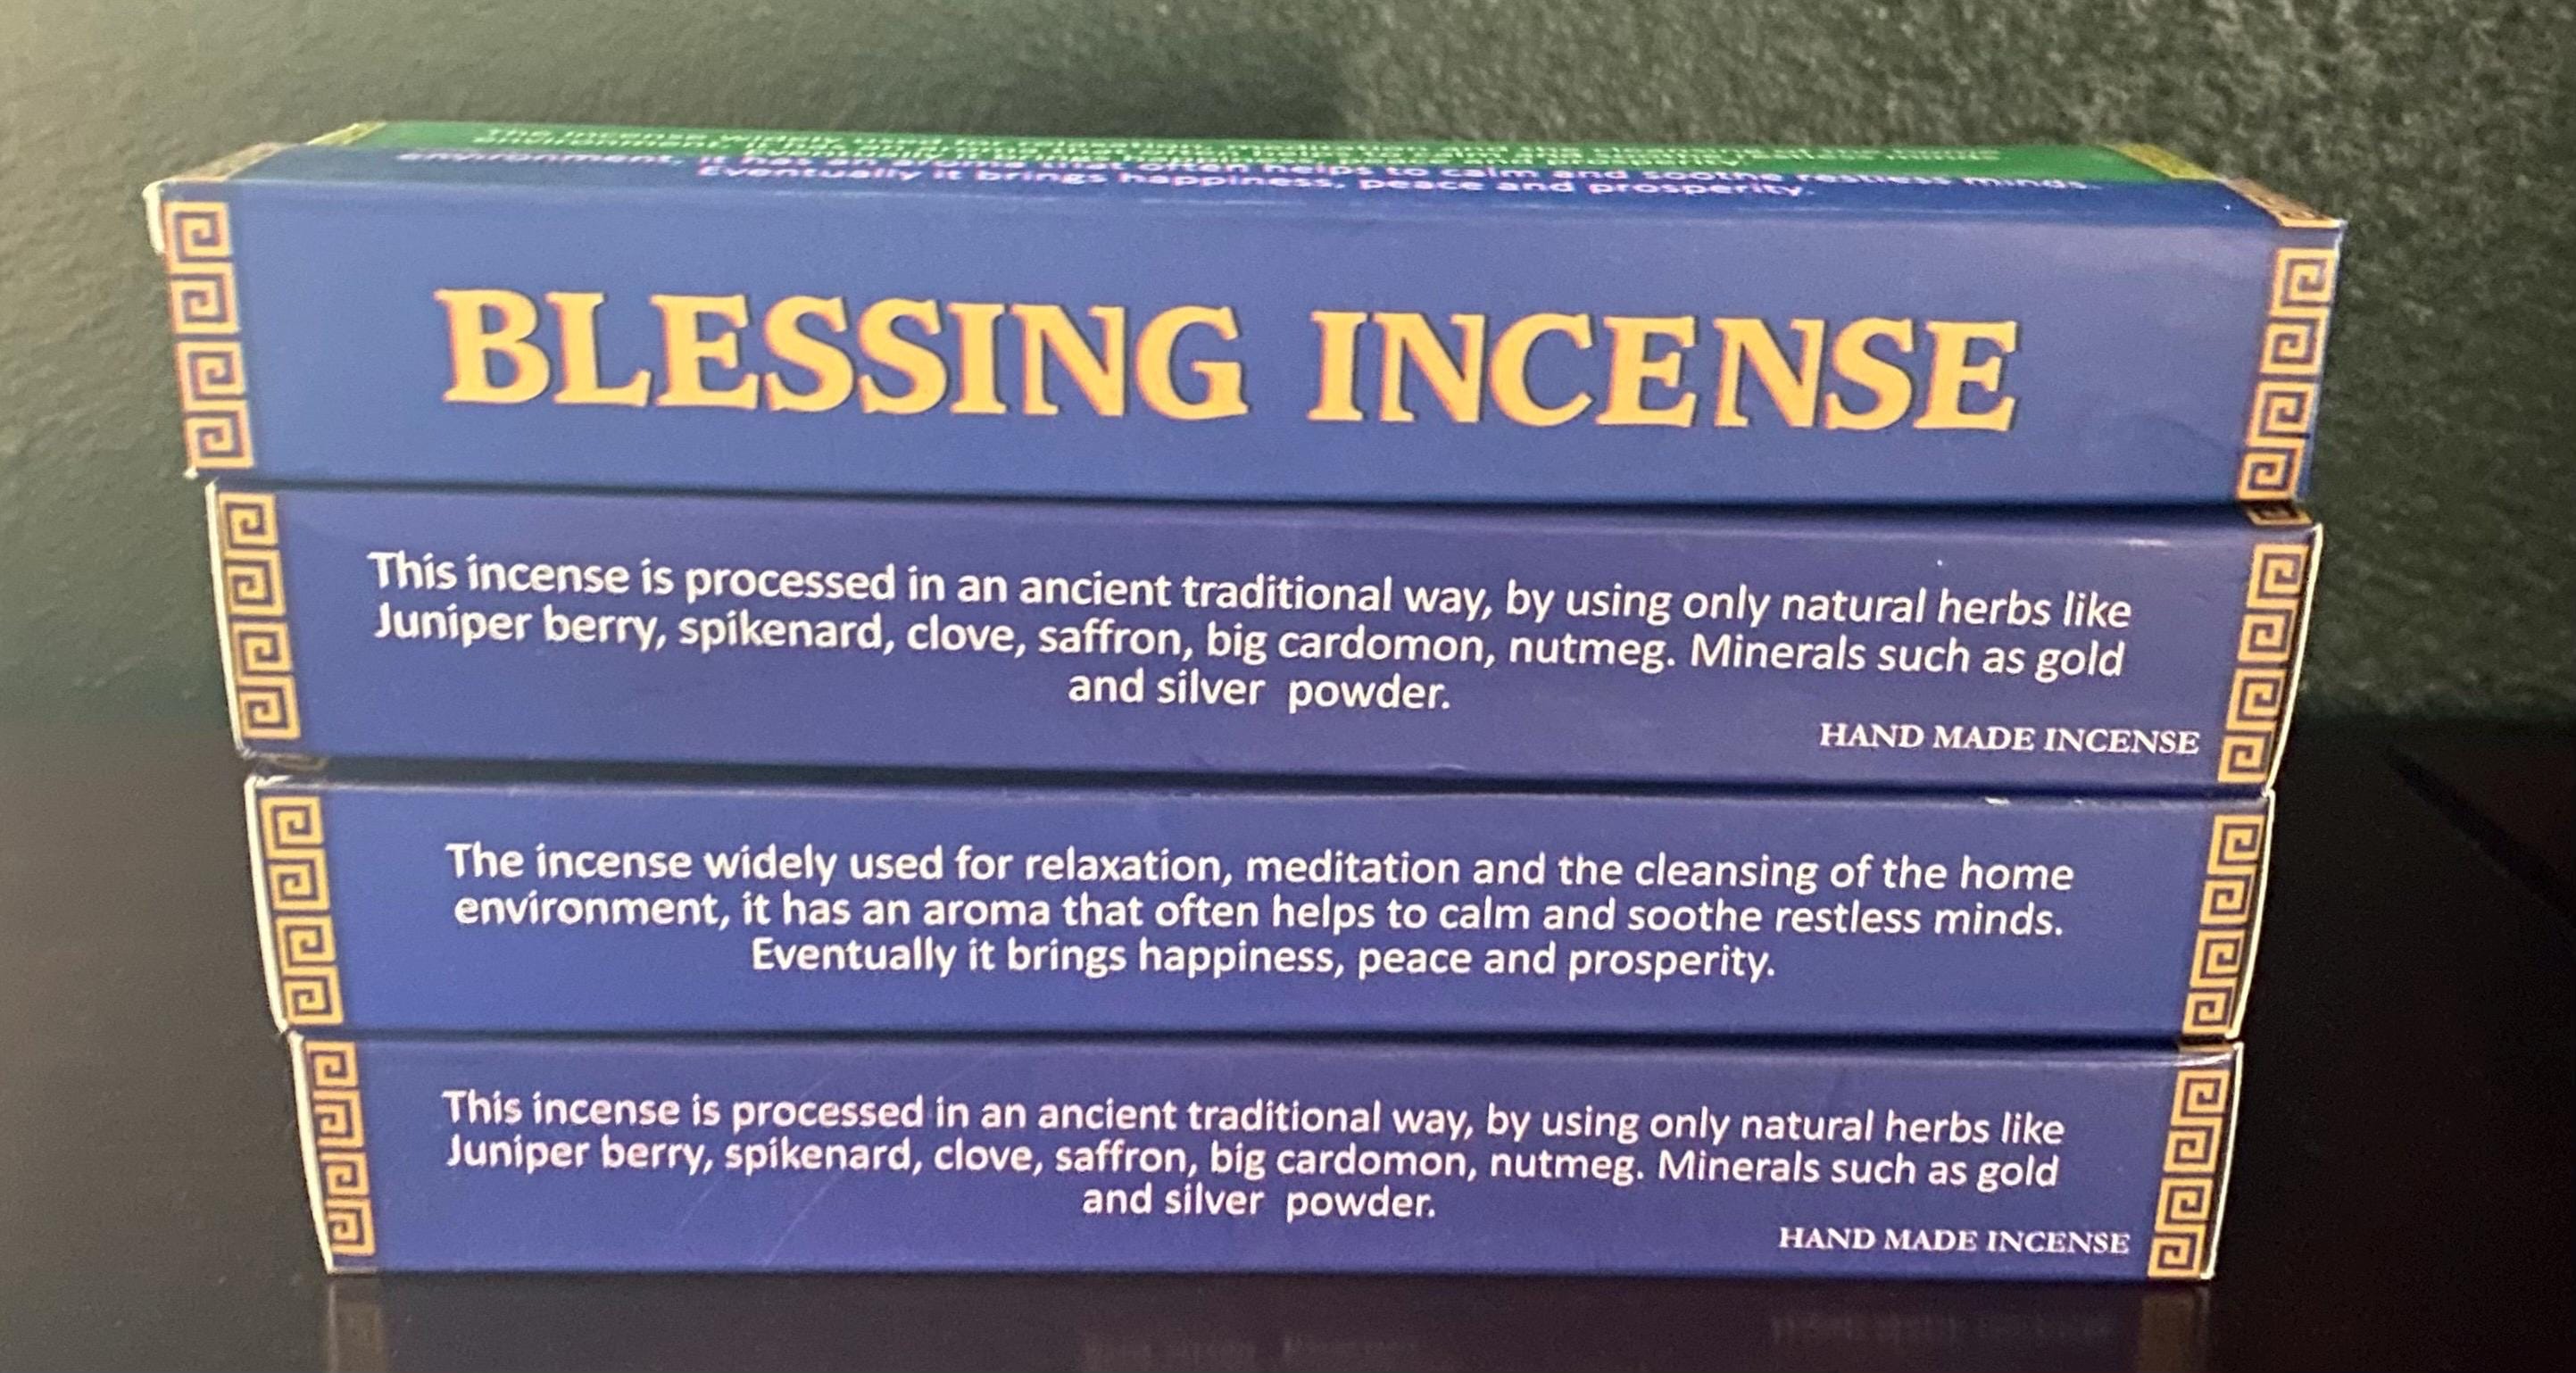 environment, it has an aroma that often helps to calm and soothe restless minds.
Eventually it brings happiness, peace and prosperity.
BLESSING INCENSE
This incense is processed in an ancient traditional way, by using only natural herbs like
Juniper berry, spikenard, clove, saffron, big cardomon, nutmeg. Minerals such as gold
and silver powder.
HAND MADE INCENSE
The incense widely used for relaxation, meditation and the cleansing of the home
environment, it has an aroma that often helps to calm and soothe restless minds.
Eventually it brings happiness, peace and prosperity.
This incense is processed in an ancient traditional way, by using only natural herbs like
Juniper berry, spikenard, clove, saffron, big cardomon, nutmeg. Minerals such as gold
and silver powder.
HAND MADE INCENSE